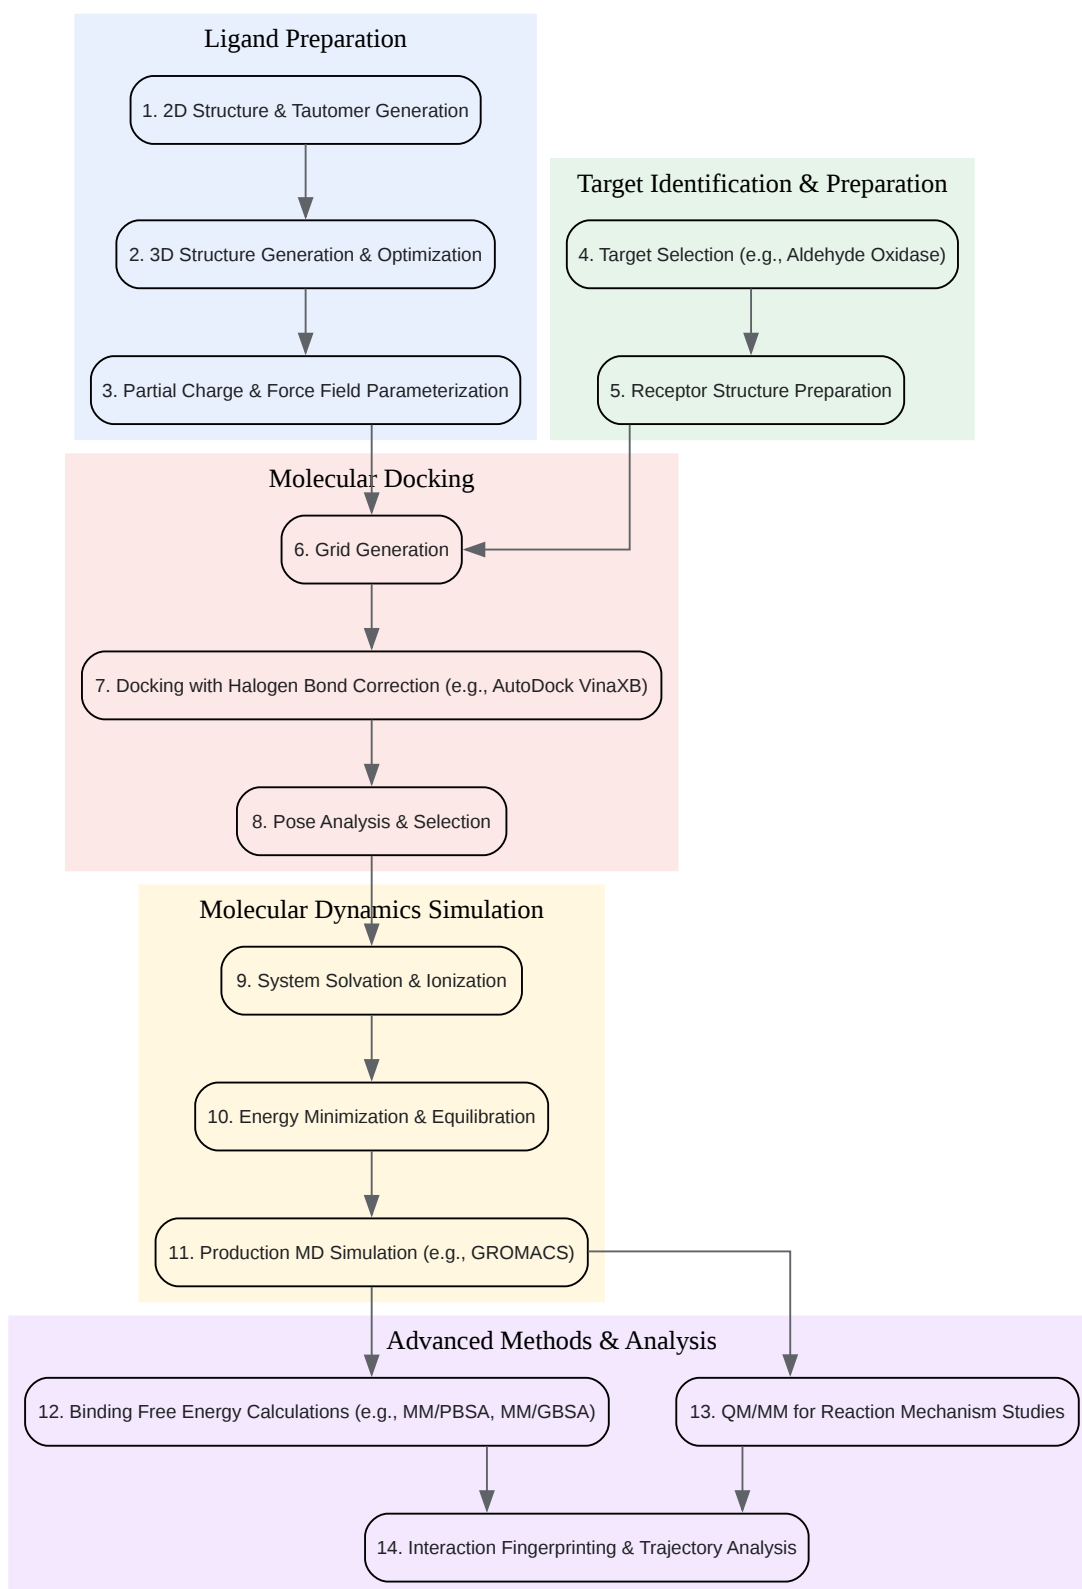 Ligand Preparation
1. 2D Structure & Tautomer Generation
2. 3D Structure Generation & Optimization
3. Partial Charge & Force Field Parameterization
Target Identification & Preparation
4. Target Selection (e.g., Aldehyde Oxidase)
5. Receptor Structure Preparation
Molecular Docking
6. Grid Generation
7. Docking with Halogen Bond Correction (e.g., AutoDock VinaXB)
8. Pose Analysis & Selection
Molecular Dynamics Simulation
9. System Solvation & Ionization
10. Energy Minimization & Equilibration
11. Production MD Simulation (e.g., GROMACS)
Advanced Methods & Analysis
12. Binding Free Energy Calculations (e.g., MM/PBSA, MM/GBSA)
13. QM/MM for Reaction Mechanism Studies
14. Interaction Fingerprinting & Trajectory Analysis